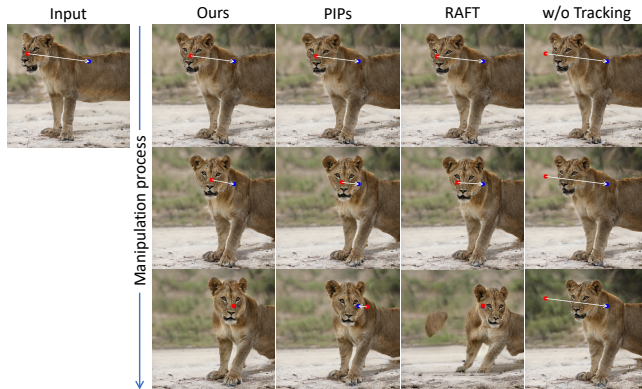 Input
Ours
PIPs
RAFT
w/o Tracking
Manipulation process